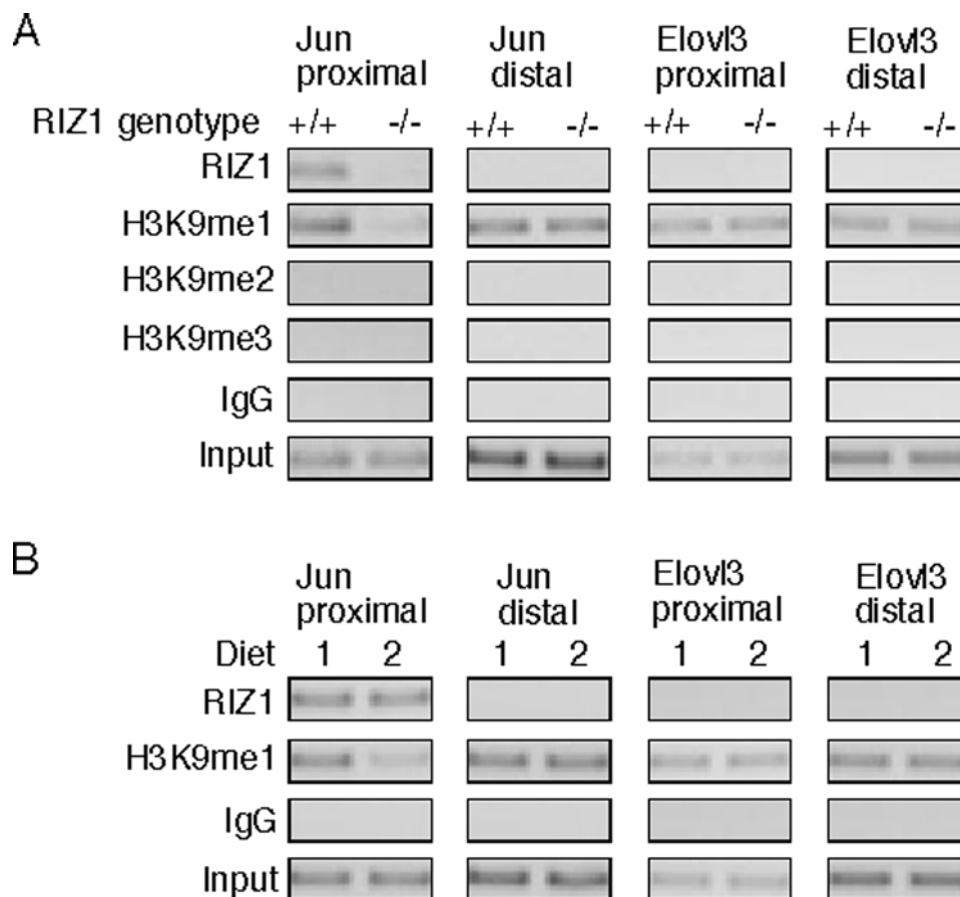 A
Jun proximal
Jun distal
Elovl3 proximal
Elovl3 distal
RIZ1 genotype +/+ -/- +/+ -/- +/+ -/- +/+ -/-
RIZ1
H3K9me1
H3K9me2
H3K9me3
IgG
Input
B
Jun proximal
Jun distal
Elovl3 proximal
Elovl3 distal
Diet 1 2 1 2 1 2 1 2
RIZ1
H3K9me1
IgG
Input